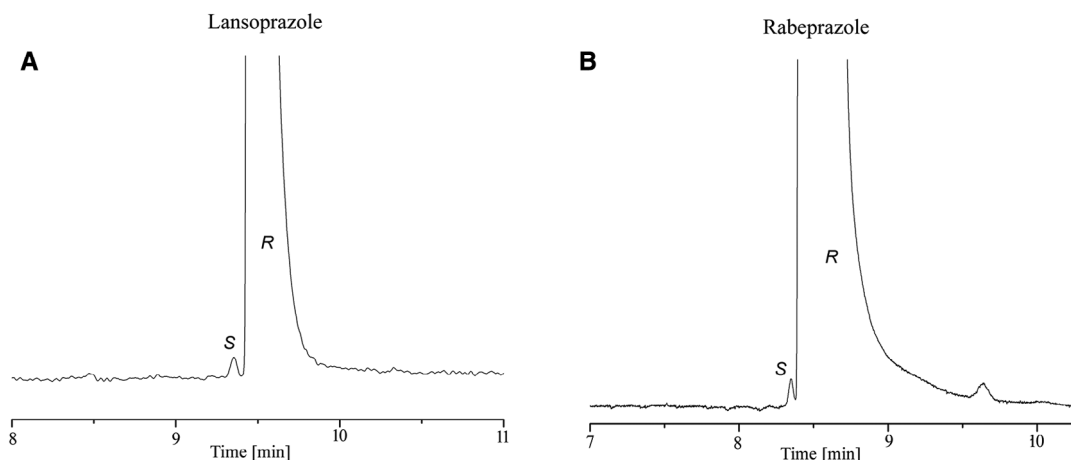 Lansoprazole
A
R
S
8 9 10 11
Time [min]
Rabeprazole
B
R
S
7 8 9 10
Time [min]